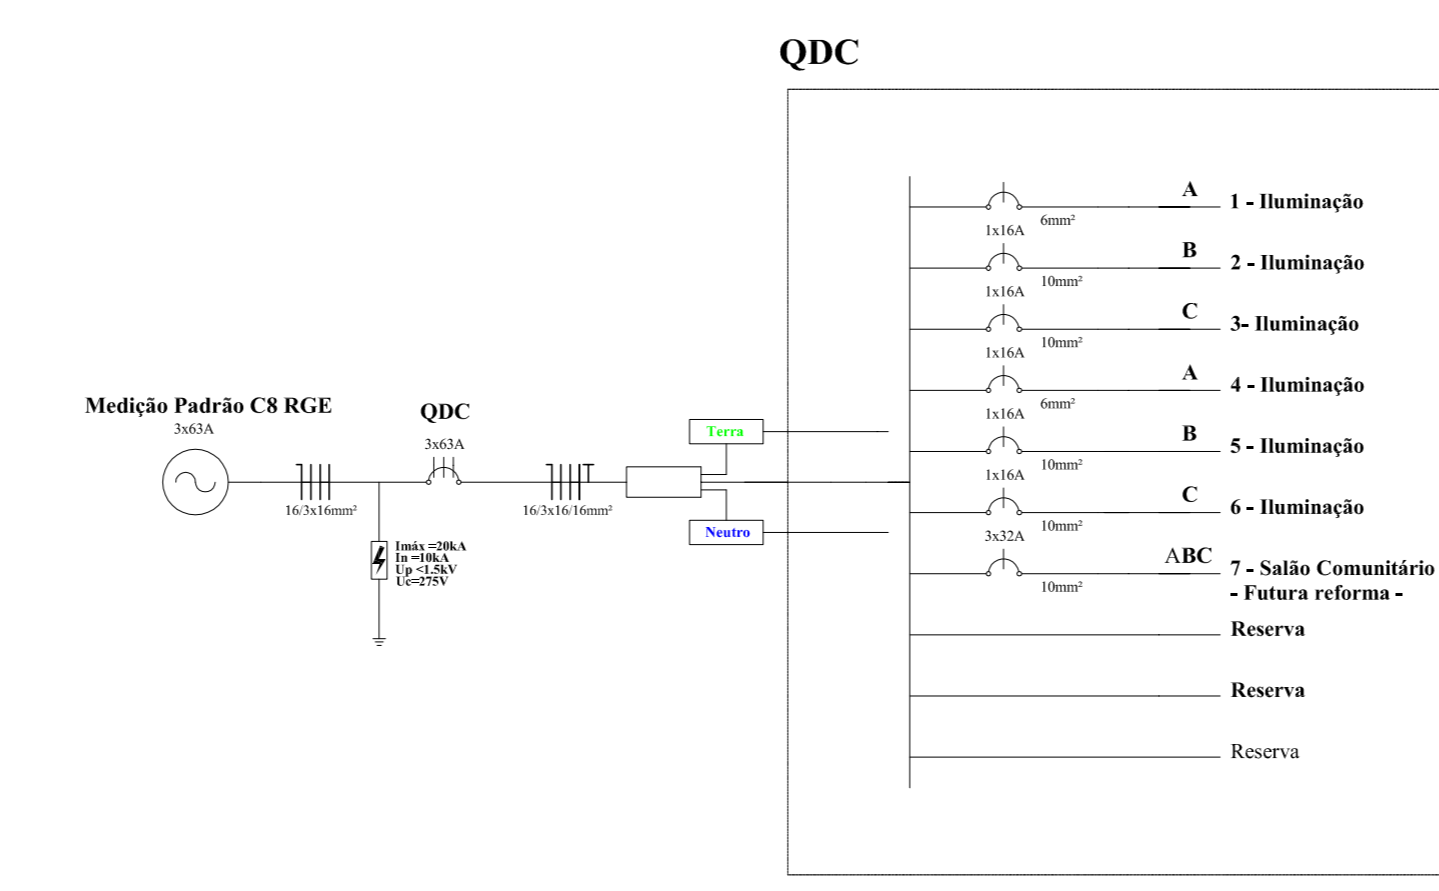 QDC
A
1 - Iluminação
6mm²
1x16A
B
2 - Iluminação
10mm²
1x16A
C
3- Iluminação
10mm²
1x16A
A
4 - Iluminação
6mm²
1x16A
B
5 - Iluminação
10mm²
1x16A
C
6 - Iluminação
10mm²
3x32A
ABC
7 - Salão Comunitário
- Futura reforma -
10mm²
Reserva
Reserva
Reserva
Medição Padrão C8 RGE
3x63A
QDC
3x63A
16/3x16mm²
16/3x16/16mm²
Terra
Neutro
Imáx =20kA
In =10kA
Up <1.5kV
Uc=275V